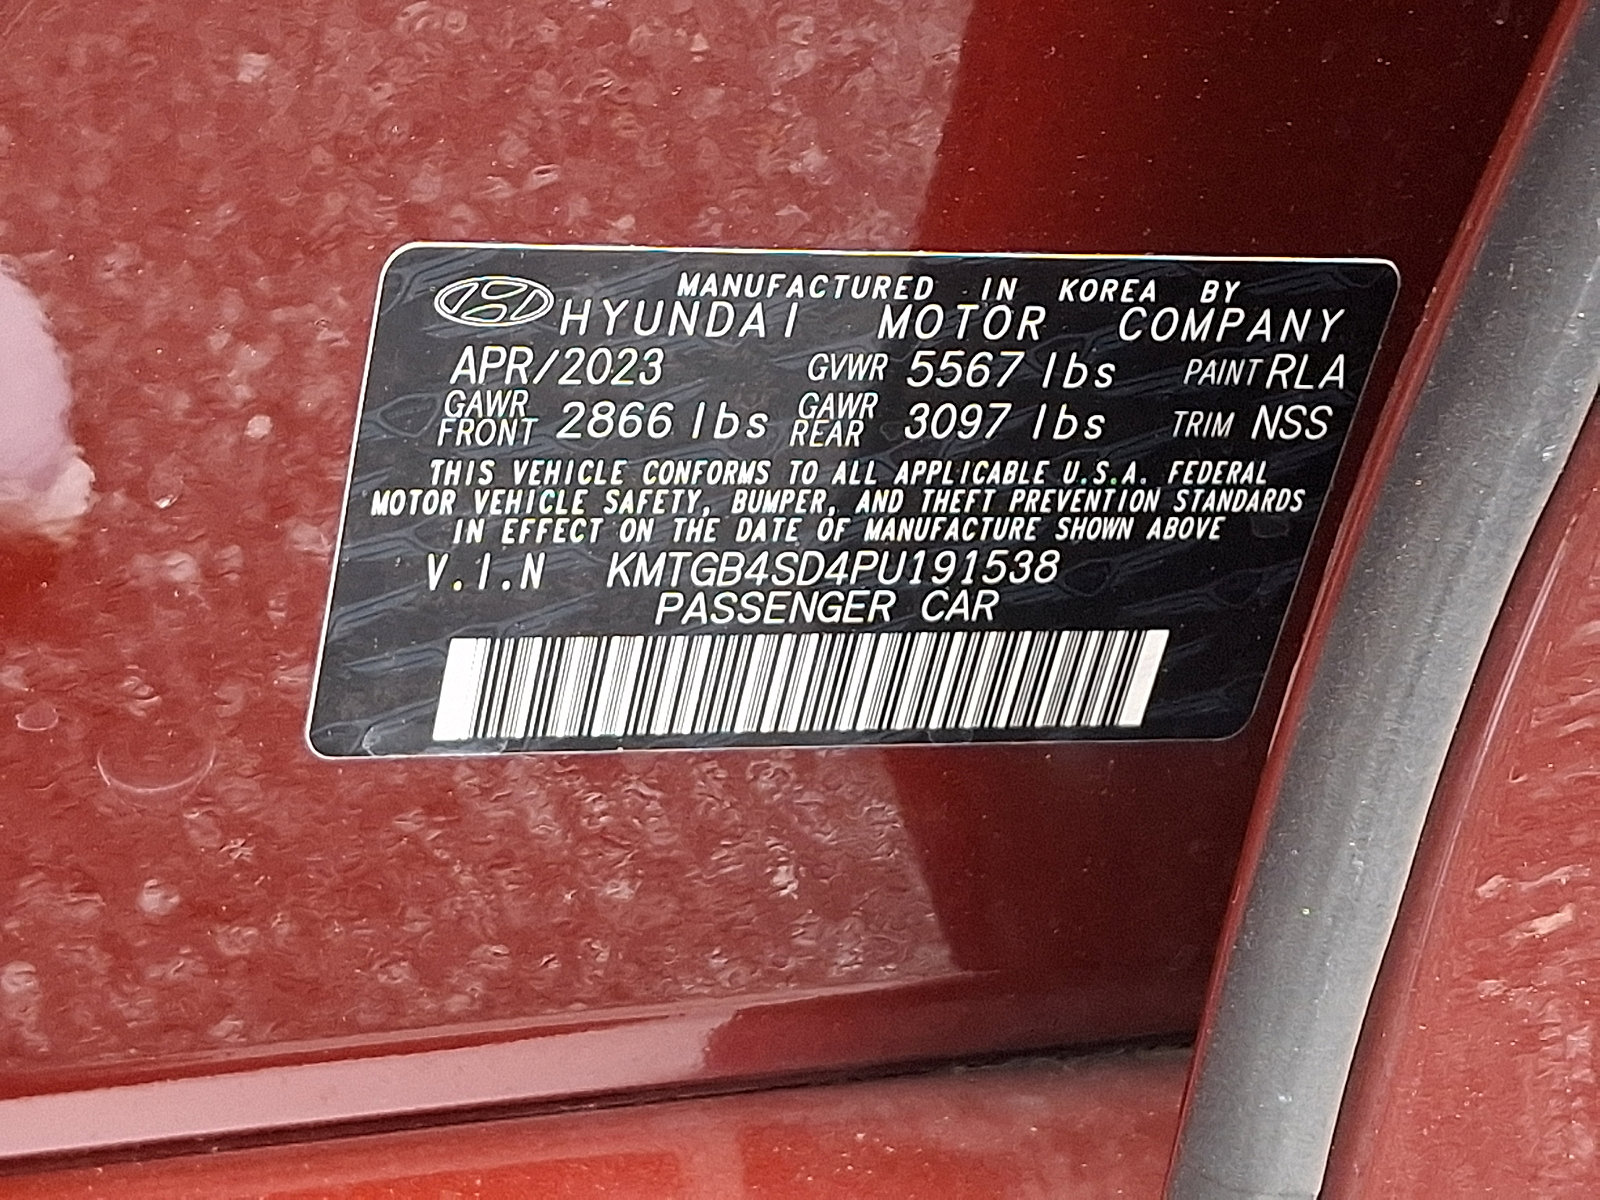 MANUFACTURED IN KOREA BY
HYUNDAI MOTOR COMPANY
APR/2023 GVWR 5567 lbs PAINT RLA
GAWR FRONT 2866 lbs GAWR REAR 3097 lbs TRIM NSS
THIS VEHICLE CONFORMS TO ALL APPLICABLE U.S.A. FEDERAL
MOTOR VEHICLE SAFETY, BUMPER, AND THEFT PREVENTION STANDARDS
IN EFFECT ON THE DATE OF MANUFACTURE SHOWN ABOVE
V.I.N KMTGB4SD4PU191538
PASSENGER CAR